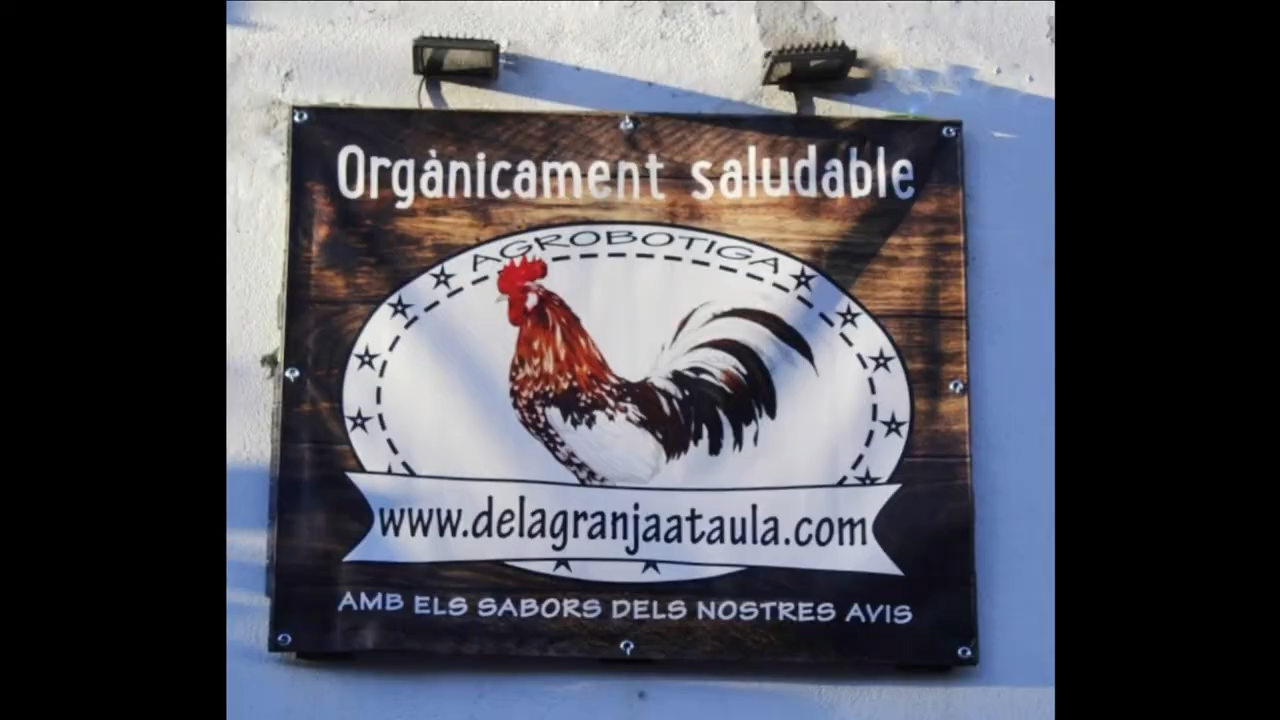 Orgànicament saludable
AGROBOTIGA
www.delagranjaataula.com
AMB ELS SABORS DELS NOSTRES AVIS